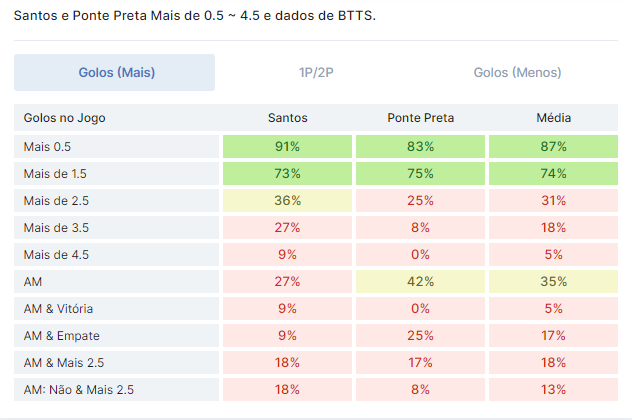 Santos e Ponte Preta Mais de 0.5 ~ 4.5 e dados de BTTS.
Golos (Mais) 1P/2P Golos (Menos)
Golos no Jogo Santos Ponte Preta Média
Mais 0.5 91% 83% 87%
Mais de 1.5 73% 75% 74%
Mais de 2.5 36% 25% 31%
Mais de 3.5 27% 8% 18%
Mais de 4.5 9% 0% 5%
AM 27% 42% 35%
AM & Vitória 9% 0% 5%
AM & Empate 9% 25% 17%
AM & Mais 2.5 18% 17% 18%
AM: Não & Mais 2.5 18% 8% 13%